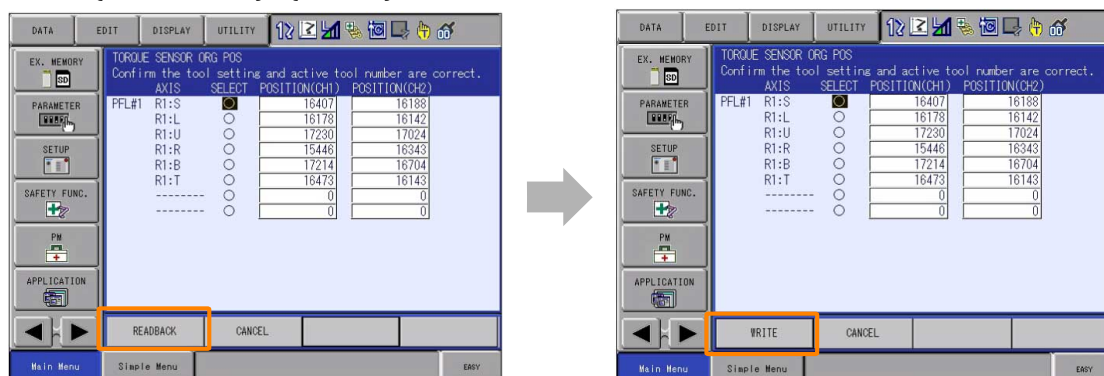 DATA EDIT DISPLAY UTILITY
EX. MEMORY
SD
PARAMETER
SETUP
SAFETY FUNC.
PM
APPLICATION
TORQUE SENSOR ORG POS
Confirm the tool setting and active tool number are correct.
AXIS SELECT POSITION(CH1) POSITION(CH2)
PFL#1 R1:S 16407 16188
R1:L 16178 16142
R1:U 17230 17024
R1:R 15446 16343
R1:B 17214 16704
R1:T 16473 16143
-------- 0 0
-------- 0 0
READBACK CANCEL
Main Menu Simple Menu EASY
DATA EDIT DISPLAY UTILITY
EX. MEMORY
SD
PARAMETER
SETUP
SAFETY FUNC.
PM
APPLICATION
TORQUE SENSOR ORG POS
Confirm the tool setting and active tool number are correct.
AXIS SELECT POSITION(CH1) POSITION(CH2)
PFL#1 R1:S 16407 16188
R1:L 16178 16142
R1:U 17230 17024
R1:R 15446 16343
R1:B 17214 16704
R1:T 16473 16143
-------- 0 0
-------- 0 0
WRITE CANCEL
Main Menu Simple Menu EASY